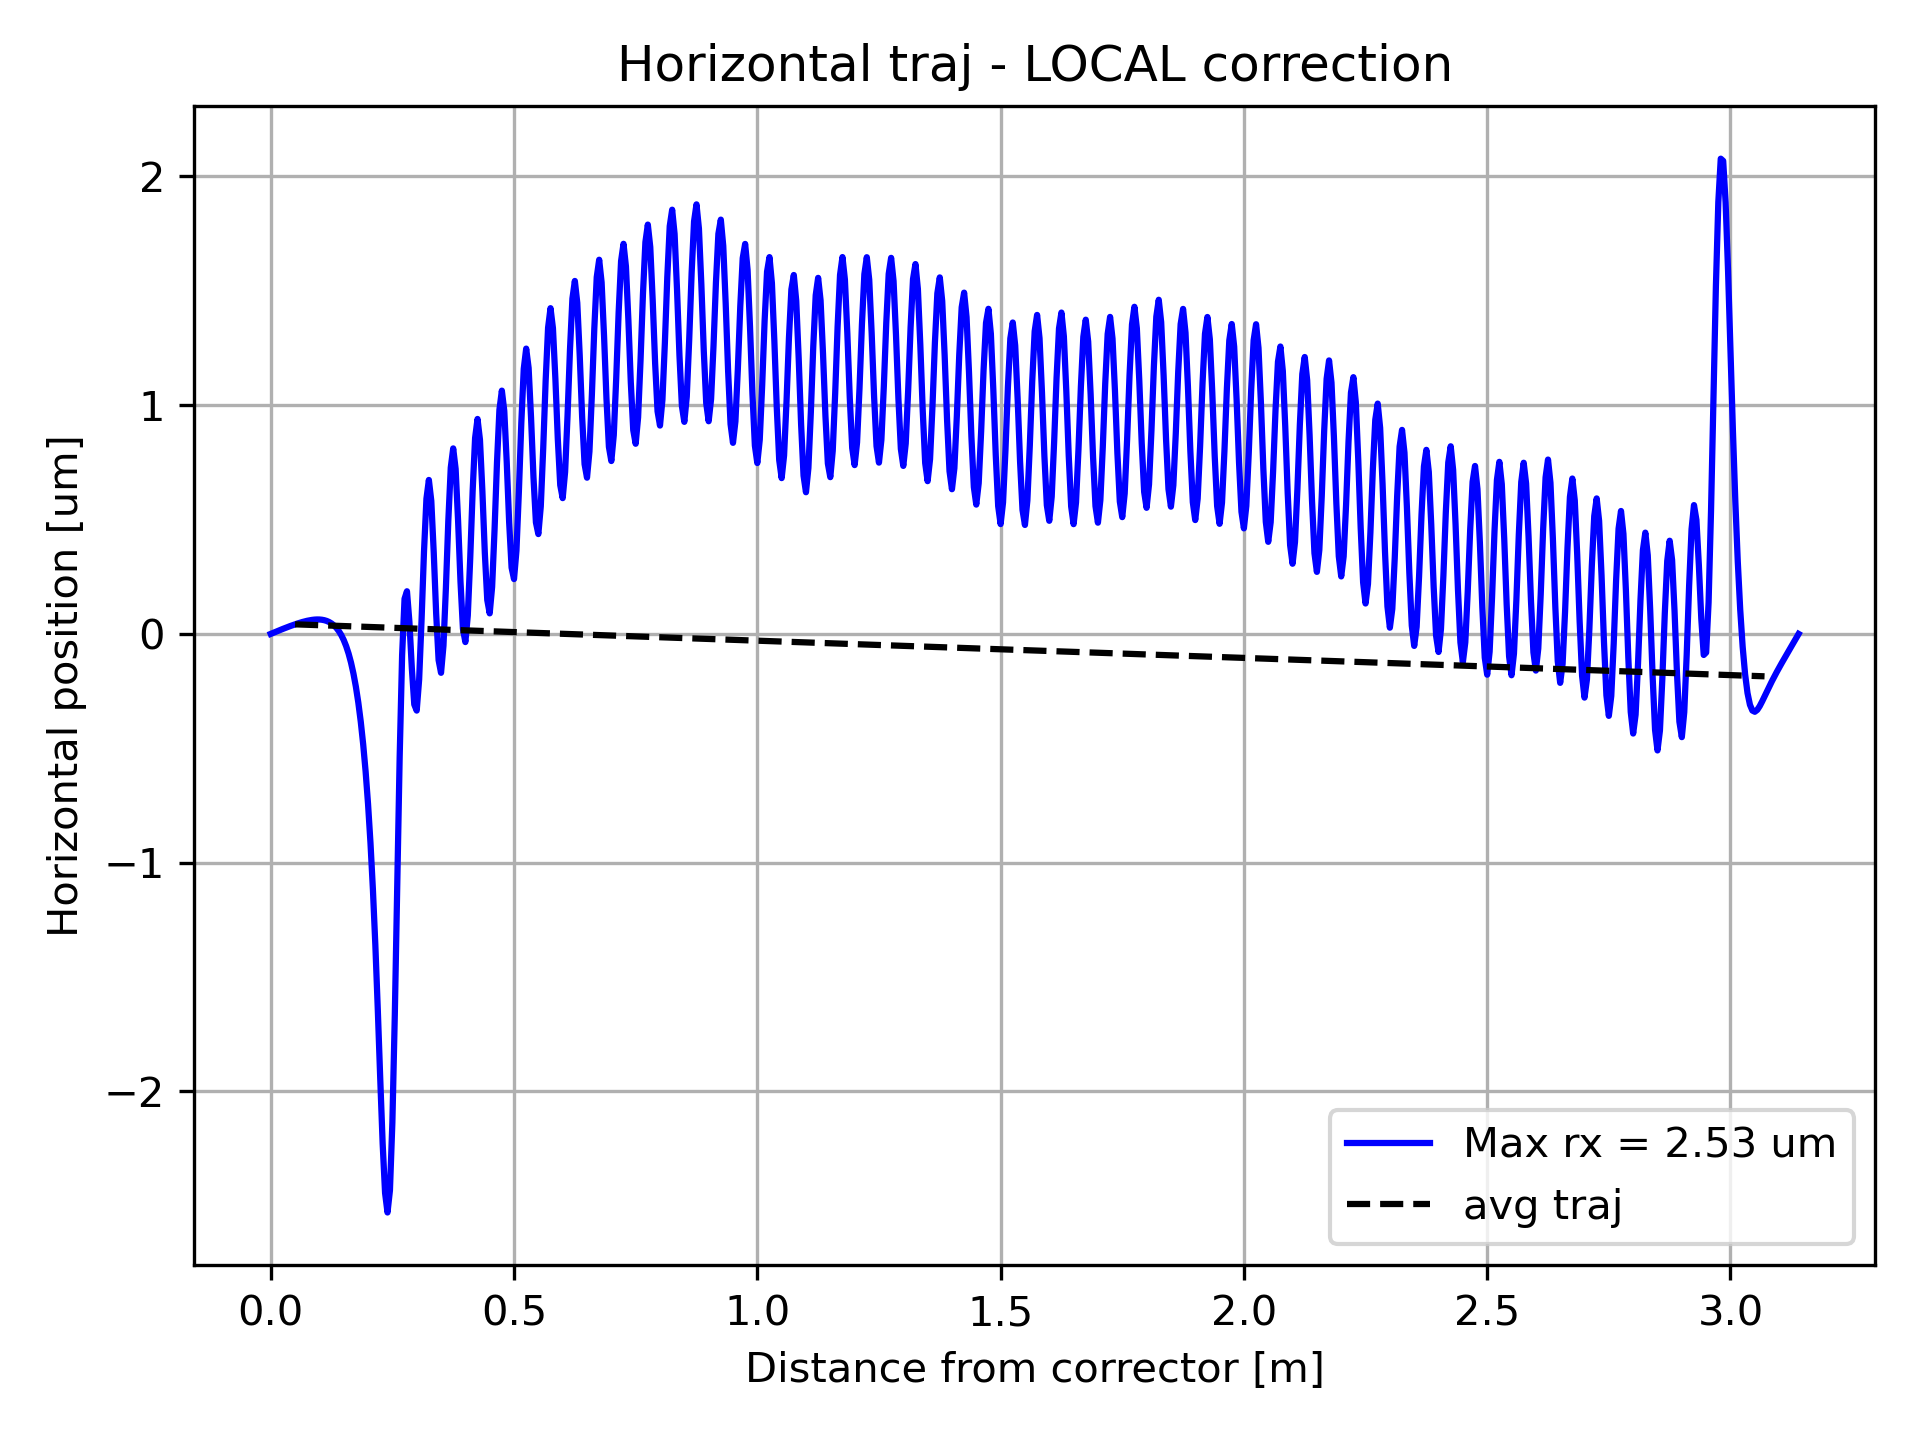 Horizontal traj - LOCAL correction
Horizontal position [um]
2
1
0
−1
−2
0.0 0.5 1.0 1.5 2.0 2.5 3.0
Distance from corrector [m]
Max rx = 2.53 um
avg traj